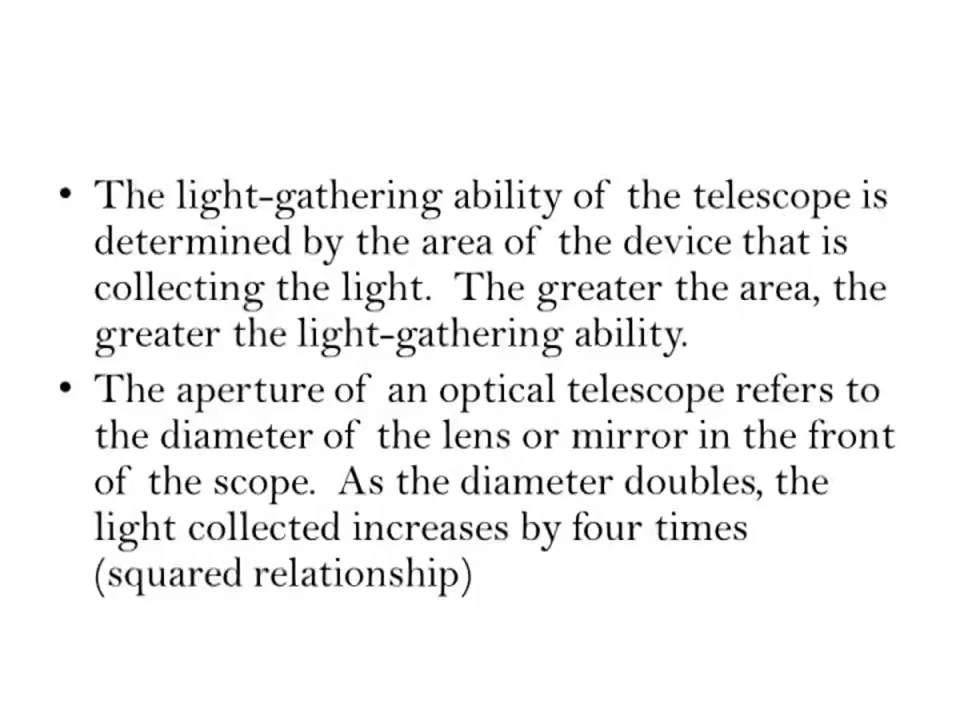 • The light-gathering ability of the telescope is
determined by the area of the device that is
collecting the light. The greater the area, the
greater the light-gathering ability.
• The aperture of an optical telescope refers to
the diameter of the lens or mirror in the front
of the scope. As the diameter doubles, the
light collected increases by four times
(squared relationship)